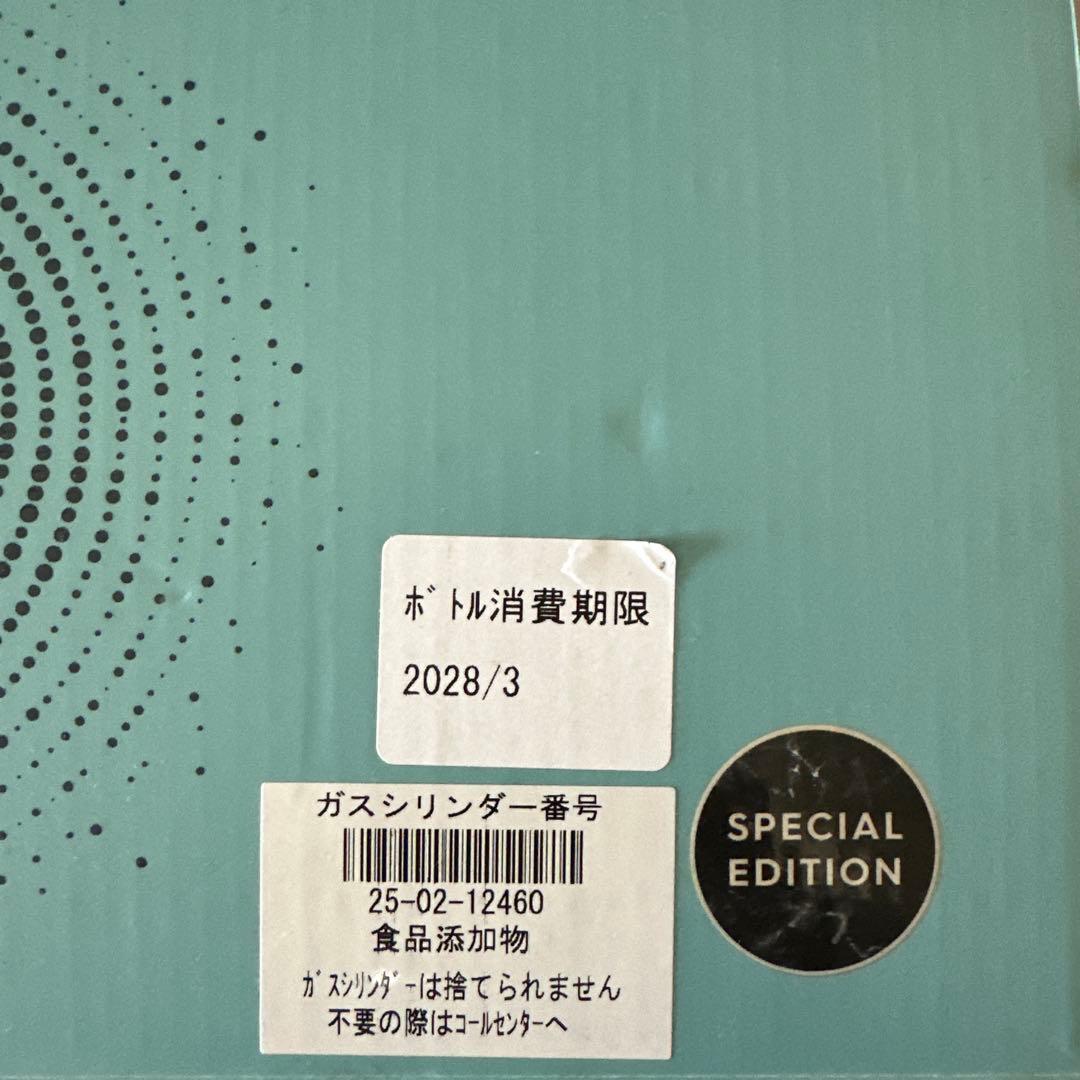 ﾎﾞﾄﾙ消費期限
2028/3
ガスシリンダー番号
25-02-12460
食品添加物
ｶﾞｽｼﾘﾝﾀﾞｰは捨てられません
不要の際はｺｰﾙｾﾝﾀｰへ
SPECIAL
EDITION